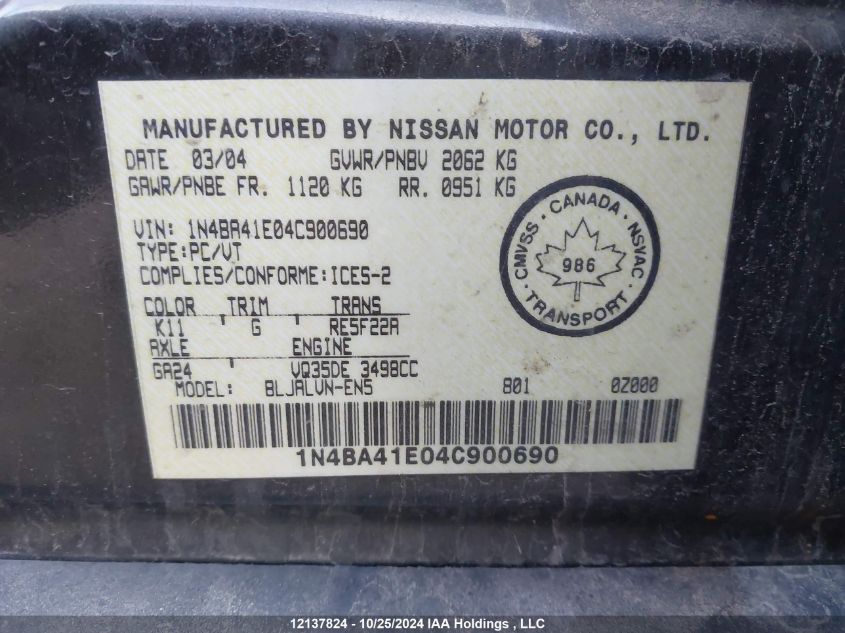 MANUFACTURED BY NISSAN MOTOR CO., LTD.
DATE 03/04 GVWR/PNBV 2062 KG
GAWR/PNBE FR. 1120 KG RR. 0951 KG
VIN: 1N4BA41E04C900690
TYPE:PC/VT
COMPLIES/CONFORME:ICES-2
COLOR TRIM TRANS
K11 ' G ' RE5F22A
AXLE ENGINE
GA24 ' VQ35DE 3498CC
MODEL: BLJALVN-EN5 801 0Z000
CMVSS · CANADA · NSVAC · TRANSPORT ·
986
1N4BA41E04C900690
12137824 - 10/25/2024 IAA Holdings , LLC